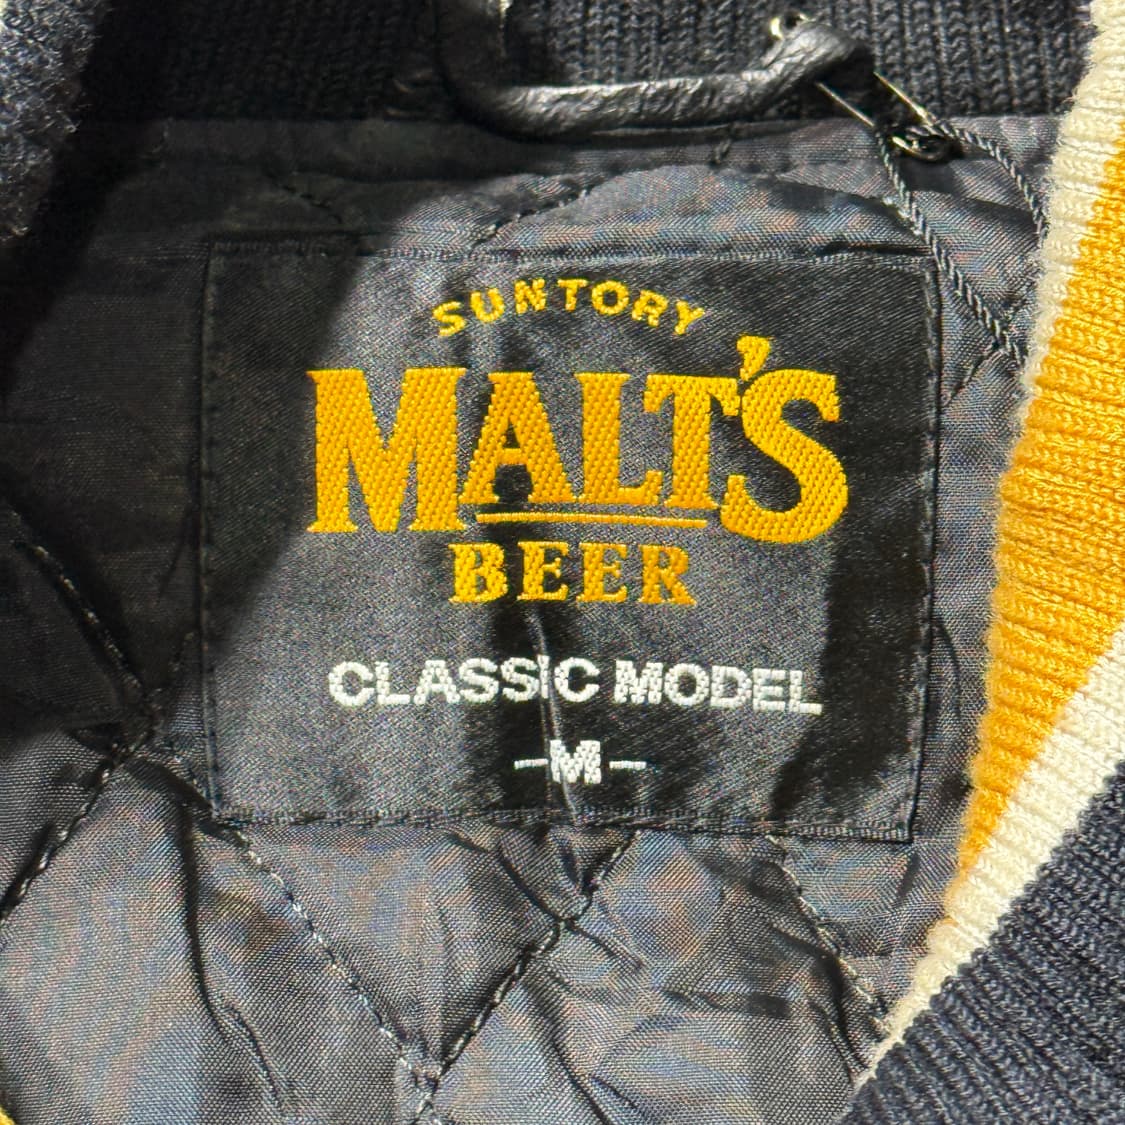 SUNTORY
MALT'S
BEER
CLASSIC MODEL
-M-